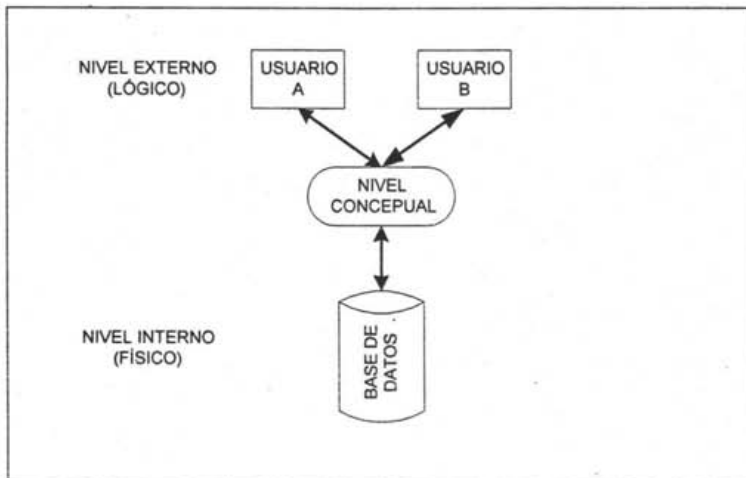 NIVEL EXTERNO
(LÓGICO)
USUARIO
A
USUARIO
B
NIVEL
CONCEPUAL
NIVEL INTERNO
(FÍSICO)
BASE DE
DATOS